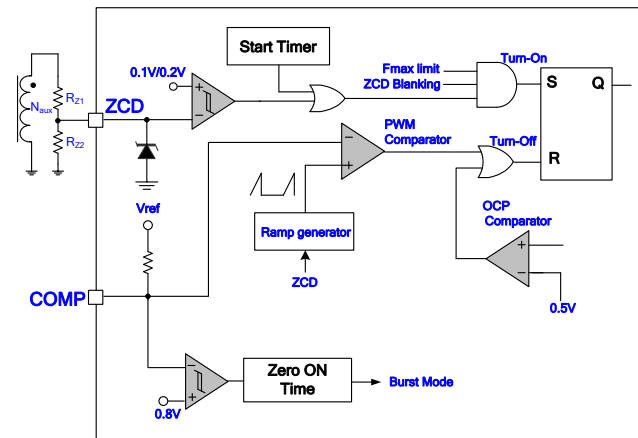 Start Timer
0.1V/0.2V
Fmax limit
ZCD Blanking
Turn-On
S
Q
R
Naux
RZ1
RZ2
ZCD
+
−
PWM
Comparator
−
+
Turn-Off
Vref
Ramp generator
ZCD
OCP
Comparator
+
−
0.5V
COMP
−
+
0.8V
Zero ON
Time
Burst Mode